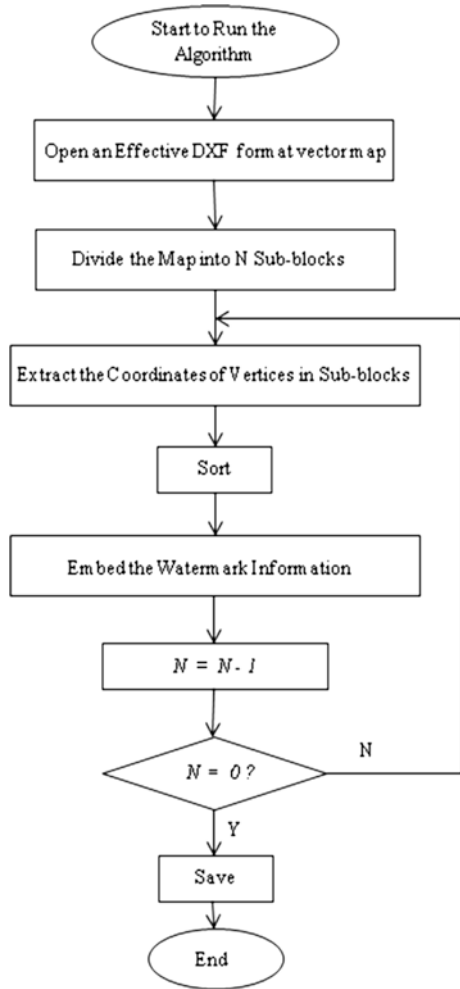 Start to Run the
Algorithm
Open an Effective DXF format vector map
Divide the Map into N Sub-blocks
Extract the Coordinates of Vertices in Sub-blocks
Sort
Embed the Watermark Information
N = N - 1
N = 0 ?
N
Y
Save
End